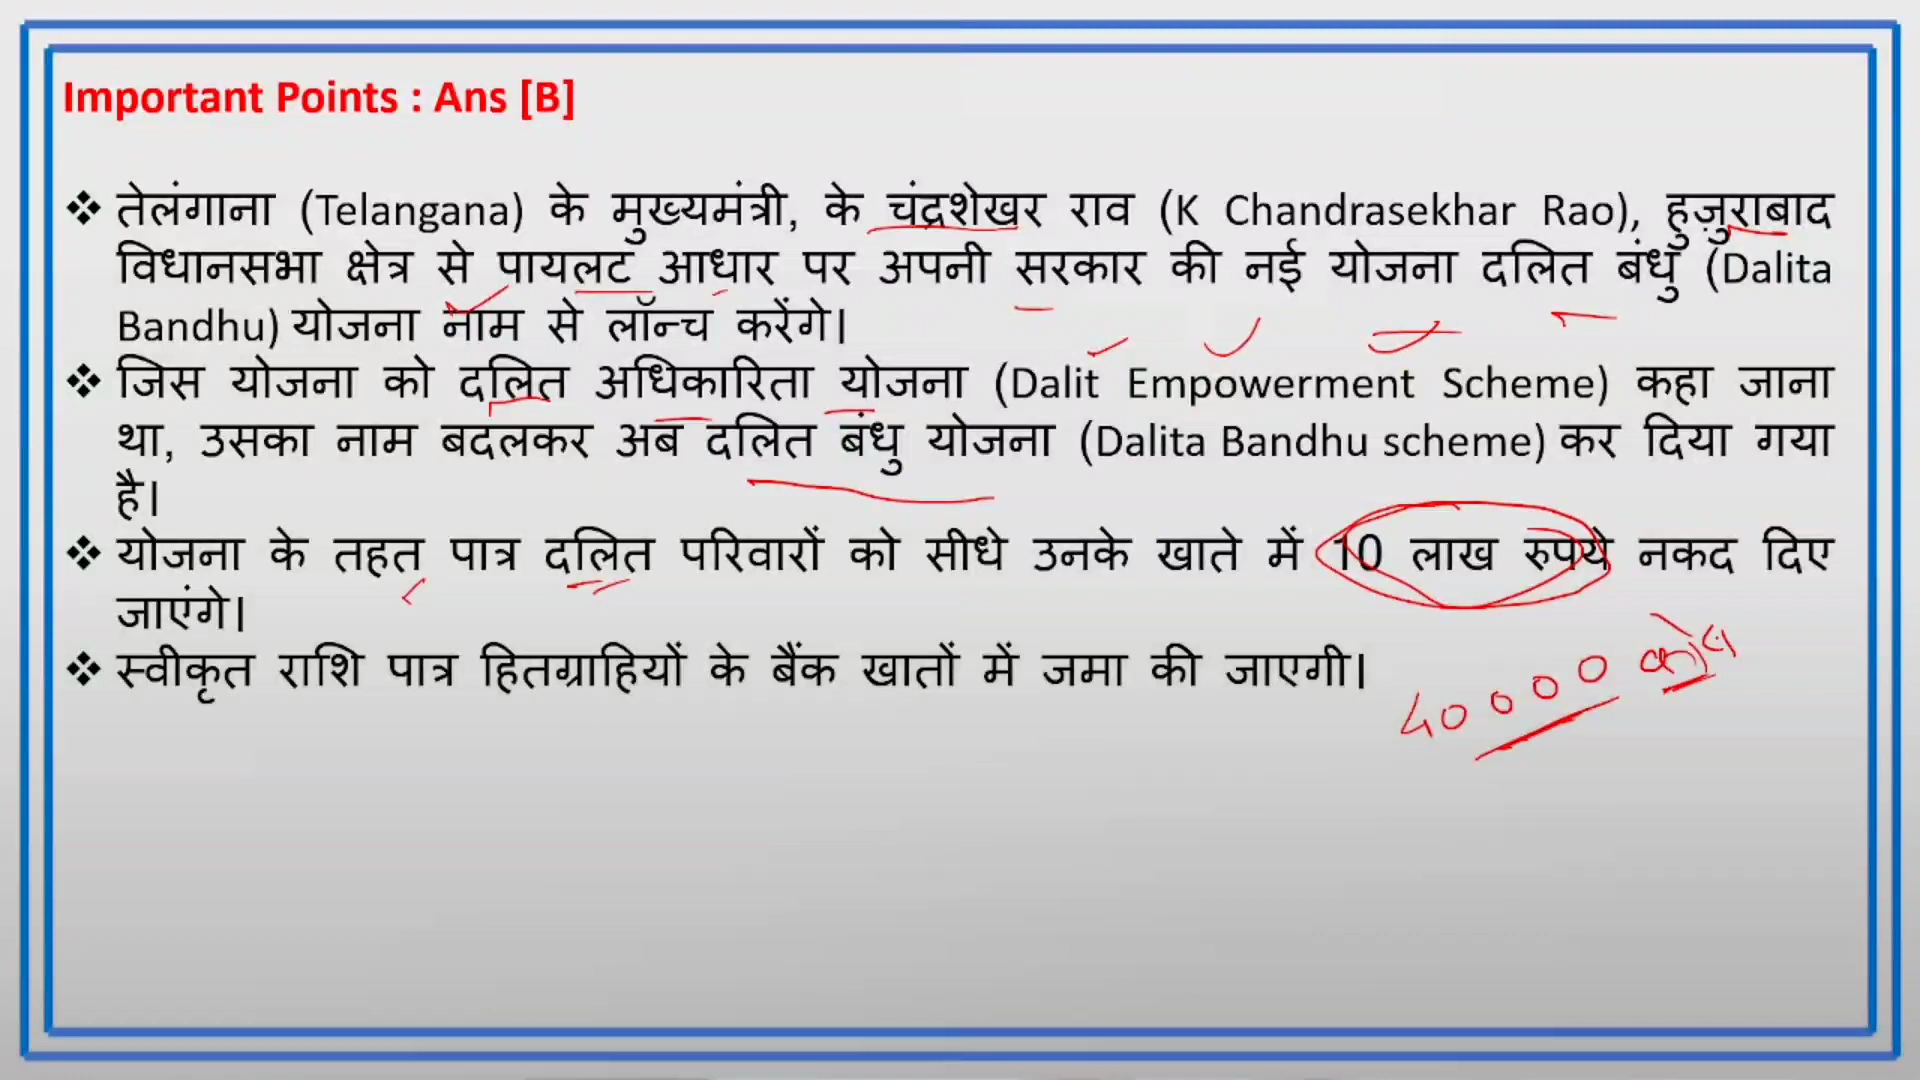 Important Points : Ans [B]
❖ तेलंगाना (Telangana) के मुख्यमंत्री, के चंद्रशेखर राव (K Chandrasekhar Rao), हुज़ुराबाद
विधानसभा क्षेत्र से पायलट आधार पर अपनी सरकार की नई योजना दलित बंधु (Dalita
Bandhu) योजना नाम से लॉन्च करेंगे।
❖ जिस योजना को दलित अधिकारिता योजना (Dalit Empowerment Scheme) कहा जाना
था, उसका नाम बदलकर अब दलित बंधु योजना (Dalita Bandhu scheme) कर दिया गया
है।
❖ योजना के तहत पात्र दलित परिवारों को सीधे उनके खाते में 10 लाख रुपये नकद दिए
जाएंगे।
❖ स्वीकृत राशि पात्र हितग्राहियों के बैंक खातों में जमा की जाएगी।
40000